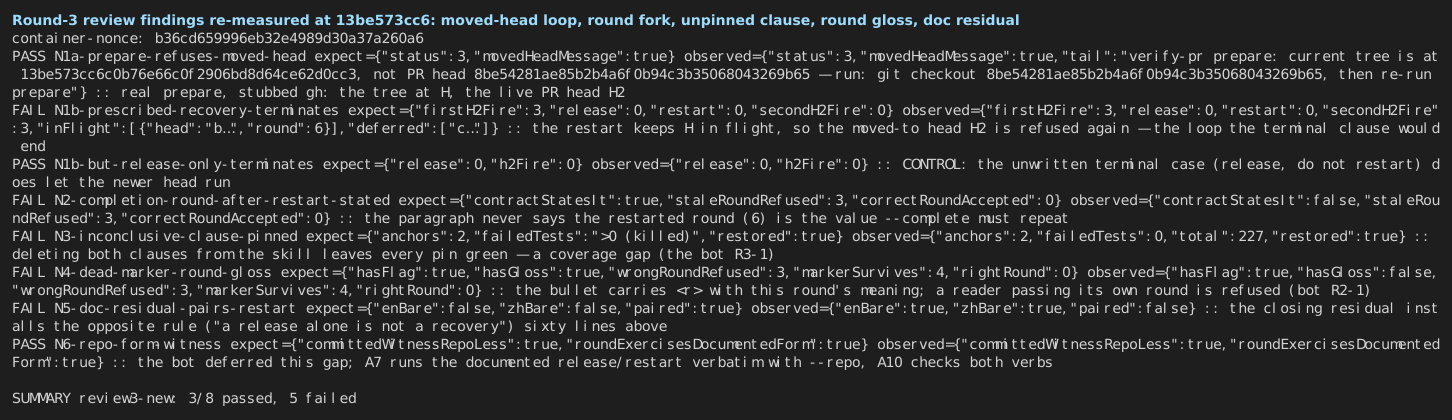 Round-3 review findings re-measured at 13be573cc6: moved-head loop, round fork, unpinned clause, round gloss, doc residual
container-nonce: b36cd659996eb32e4989d30a37a260a6
PASS N1a-prepare-refuses-moved-head expect={"status":3,"movedHeadMessage":true} observed={"status":3,"movedHeadMessage":true,"tail":"verify-pr prepare: current tree is at
13be573cc6c0b76e66c0f2906bd8d64ce62d0cc3, not PR head 8be54281ae85b2b4a6f0b94c3b35068043269b65 — run: git checkout 8be54281ae85b2b4a6f0b94c3b35068043269b65, then re-run
prepare"} :: real prepare, stubbed gh: the tree at H, the live PR head H2
FAIL N1b-prescribed-recovery-terminates expect={"firstH2Fire":3,"release":0,"restart":0,"secondH2Fire":0} observed={"firstH2Fire":3,"release":0,"restart":0,"secondH2Fire"
:3,"inFlight":[{"head":"b…","round":6}],"deferred":["c…"]} :: the restart keeps H in flight, so the moved-to head H2 is refused again — the loop the terminal clause would
end
PASS N1b-but-release-only-terminates expect={"release":0,"h2Fire":0} observed={"release":0,"h2Fire":0} :: CONTROL: the unwritten terminal case (release, do not restart) d
oes let the newer head run
FAIL N2-completion-round-after-restart-stated expect={"contractStatesIt":true,"staleRoundRefused":3,"correctRoundAccepted":0} observed={"contractStatesIt":false,"staleRou
ndRefused":3,"correctRoundAccepted":0} :: the paragraph never says the restarted round (6) is the value --complete must repeat
FAIL N3-inconclusive-clause-pinned expect={"anchors":2,"failedTests":">0 (killed)","restored":true} observed={"anchors":2,"failedTests":0,"total":227,"restored":true} ::
deleting both clauses from the skill leaves every pin green — a coverage gap (the bot R3-1)
FAIL N4-dead-marker-round-gloss expect={"hasFlag":true,"hasGloss":true,"wrongRoundRefused":3,"markerSurvives":4,"rightRound":0} observed={"hasFlag":true,"hasGloss":false,
"wrongRoundRefused":3,"markerSurvives":4,"rightRound":0} :: the bullet carries <r> with this round's meaning; a reader passing its own round is refused (bot R2-1)
FAIL N5-doc-residual-pairs-restart expect={"enBare":false,"zhBare":false,"paired":true} observed={"enBare":true,"zhBare":true,"paired":false} :: the closing residual inst
alls the opposite rule ("a release alone is not a recovery") sixty lines above
PASS N6-repo-form-witness expect={"committedWitnessRepoLess":true,"roundExercisesDocumentedForm":true} observed={"committedWitnessRepoLess":true,"roundExercisesDocumented
Form":true} :: the bot deferred this gap; A7 runs the documented release/restart verbatim with --repo, A10 checks both verbs
SUMMARY review3-new: 3/8 passed, 5 failed